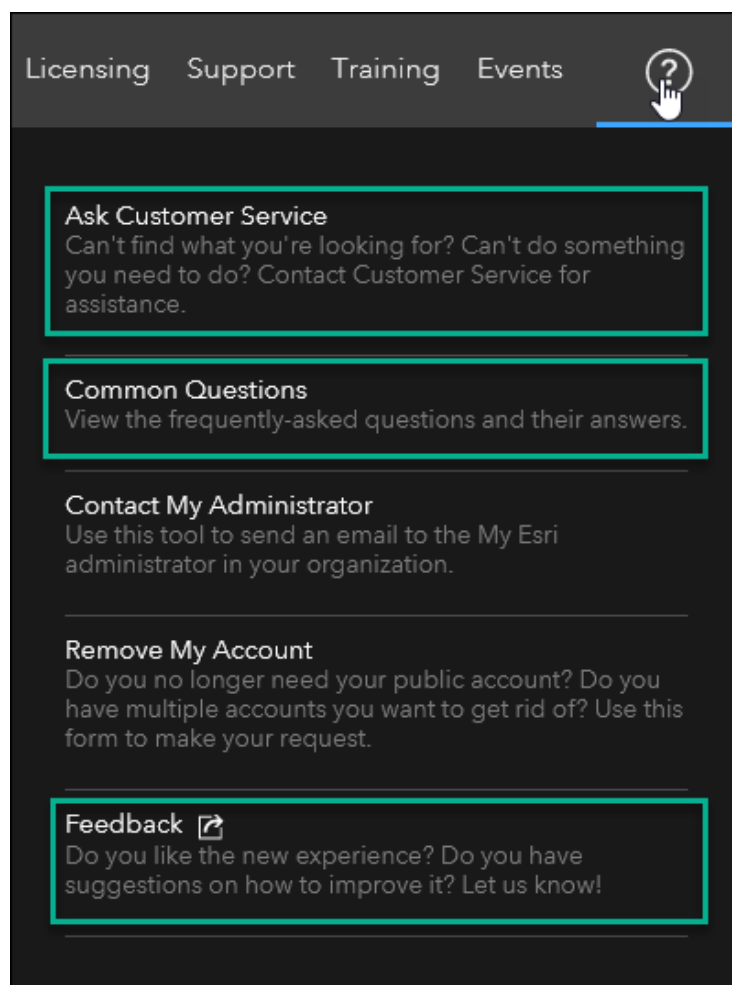 Licensing Support Training Events ?
Ask Customer Service
Can't find what you're looking for? Can't do something
you need to do? Contact Customer Service for
assistance.
Common Questions
View the frequently-asked questions and their answers.
Contact My Administrator
Use this tool to send an email to the My Esri
administrator in your organization.
Remove My Account
Do you no longer need your public account? Do you
have multiple accounts you want to get rid of? Use this
form to make your request.
Feedback
Do you like the new experience? Do you have
suggestions on how to improve it? Let us know!